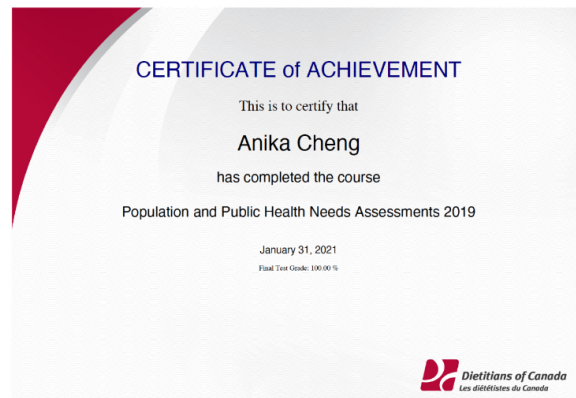 CERTIFICATE of ACHIEVEMENT
This is to certify that
Anika Cheng
has completed the course
Population and Public Health Needs Assessments 2019
January 31, 2021
Final Test Grade: 100.00 %
Dietitians of Canada
Les diététistes du Canada